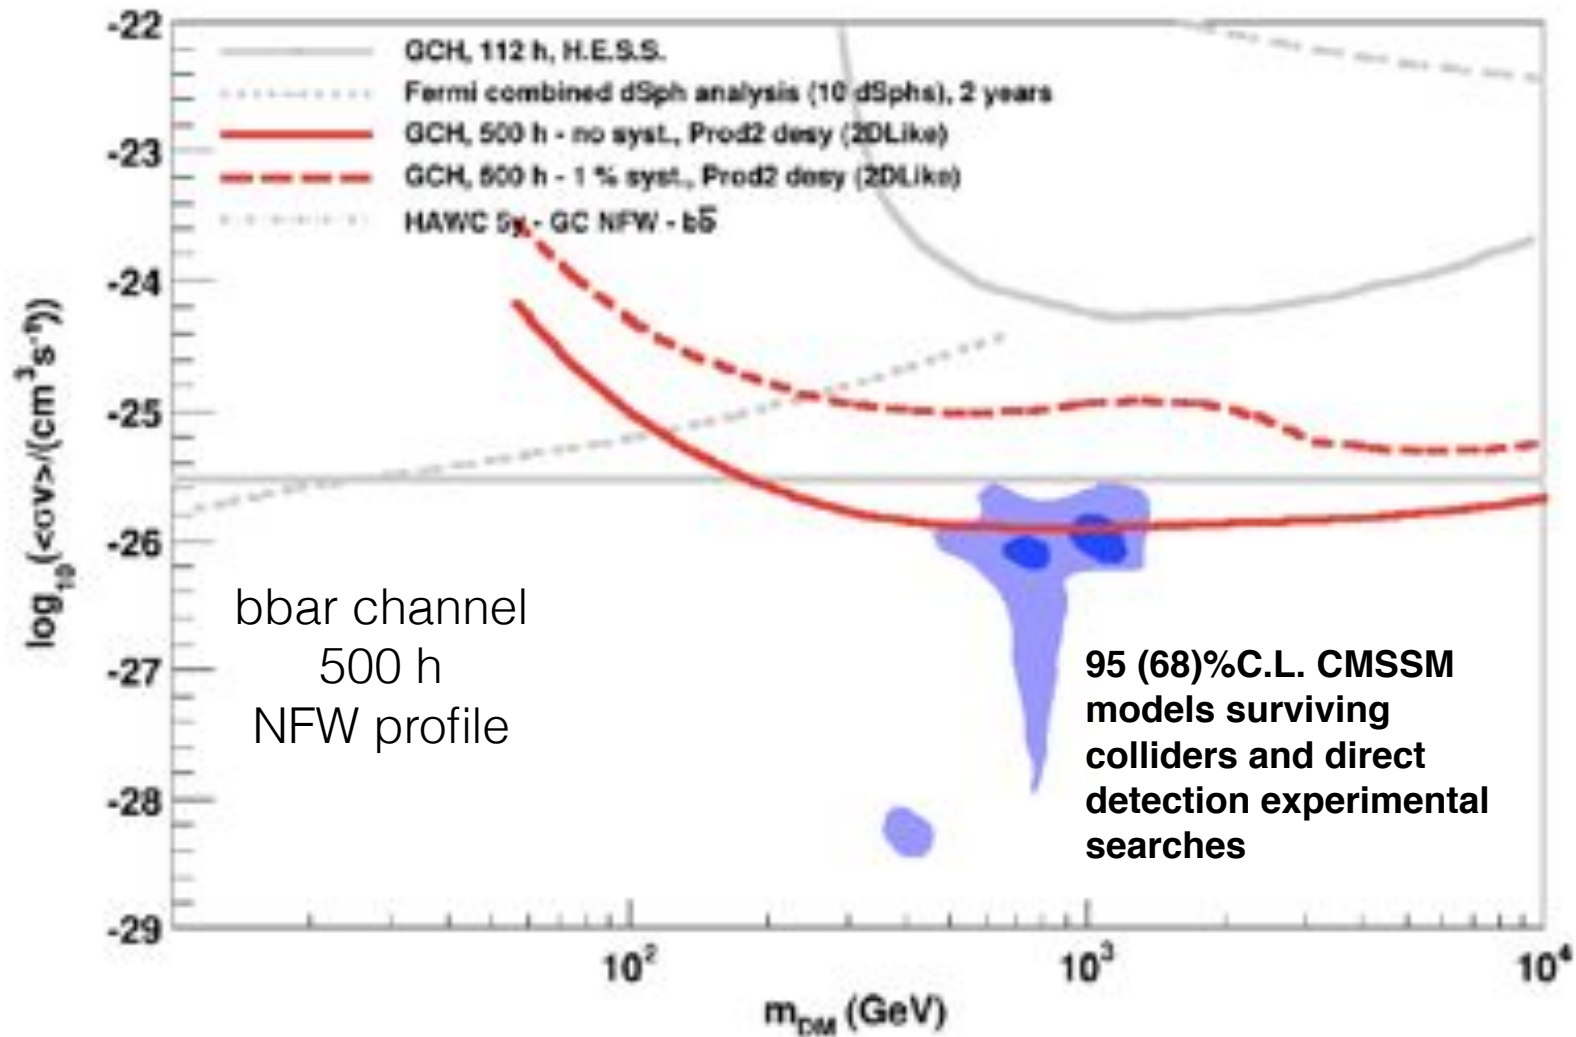 -22
-23
-24
-25
-26
-27
-28
-29
log₁₀(<σv>/(cm³s⁻¹))
GCH, 112 h, H.E.S.S.
Fermi combined dSph analysis (10 dSphs), 2 years
GCH, 500 h - no syst., Prod2 desy (2DLike)
GCH, 500 h - 1 % syst., Prod2 desy (2DLike)
HAWC 5y - GC NFW - bb̅
bbar channel
500 h
NFW profile
95 (68)%C.L. CMSSM
models surviving
colliders and direct
detection experimental
searches
10² 10³ 10⁴
m_DM (GeV)